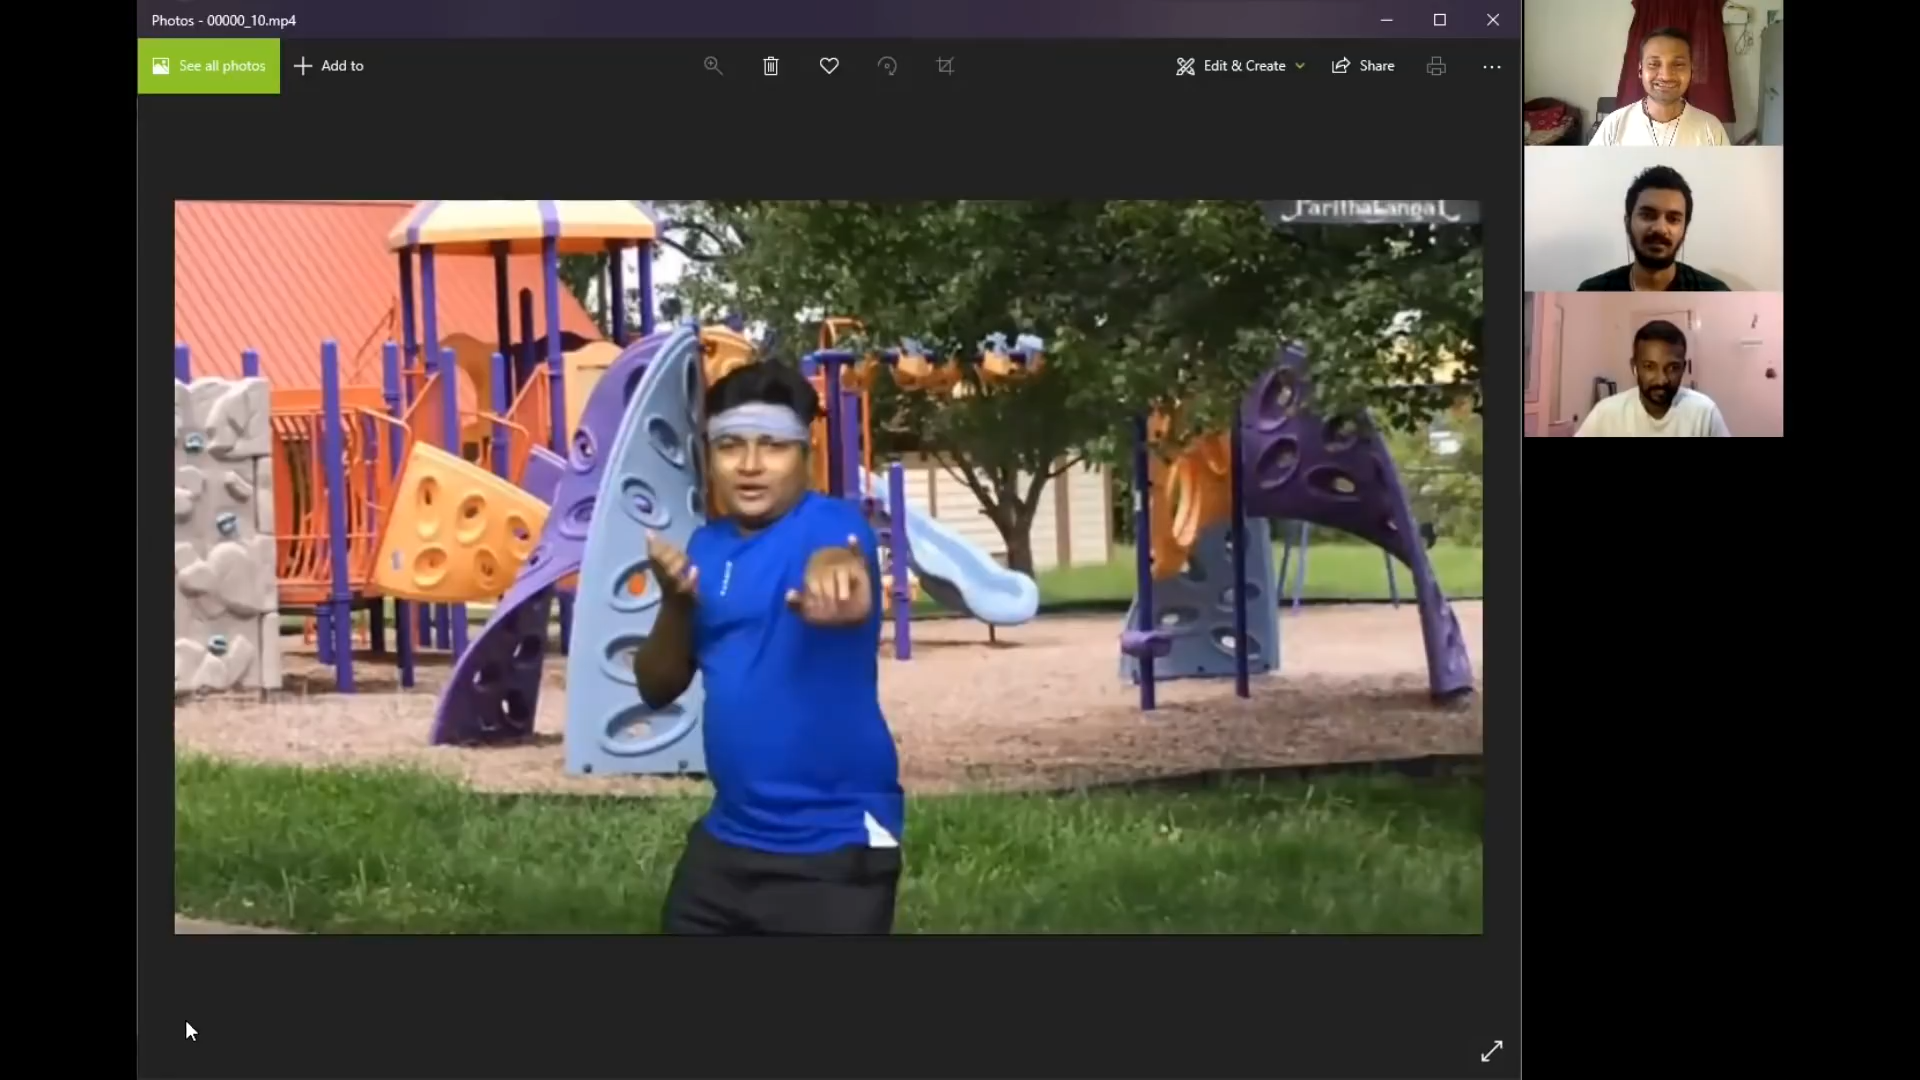 Photos - 00000_10.mp4
See all photos
Add to
Edit & Create
Share